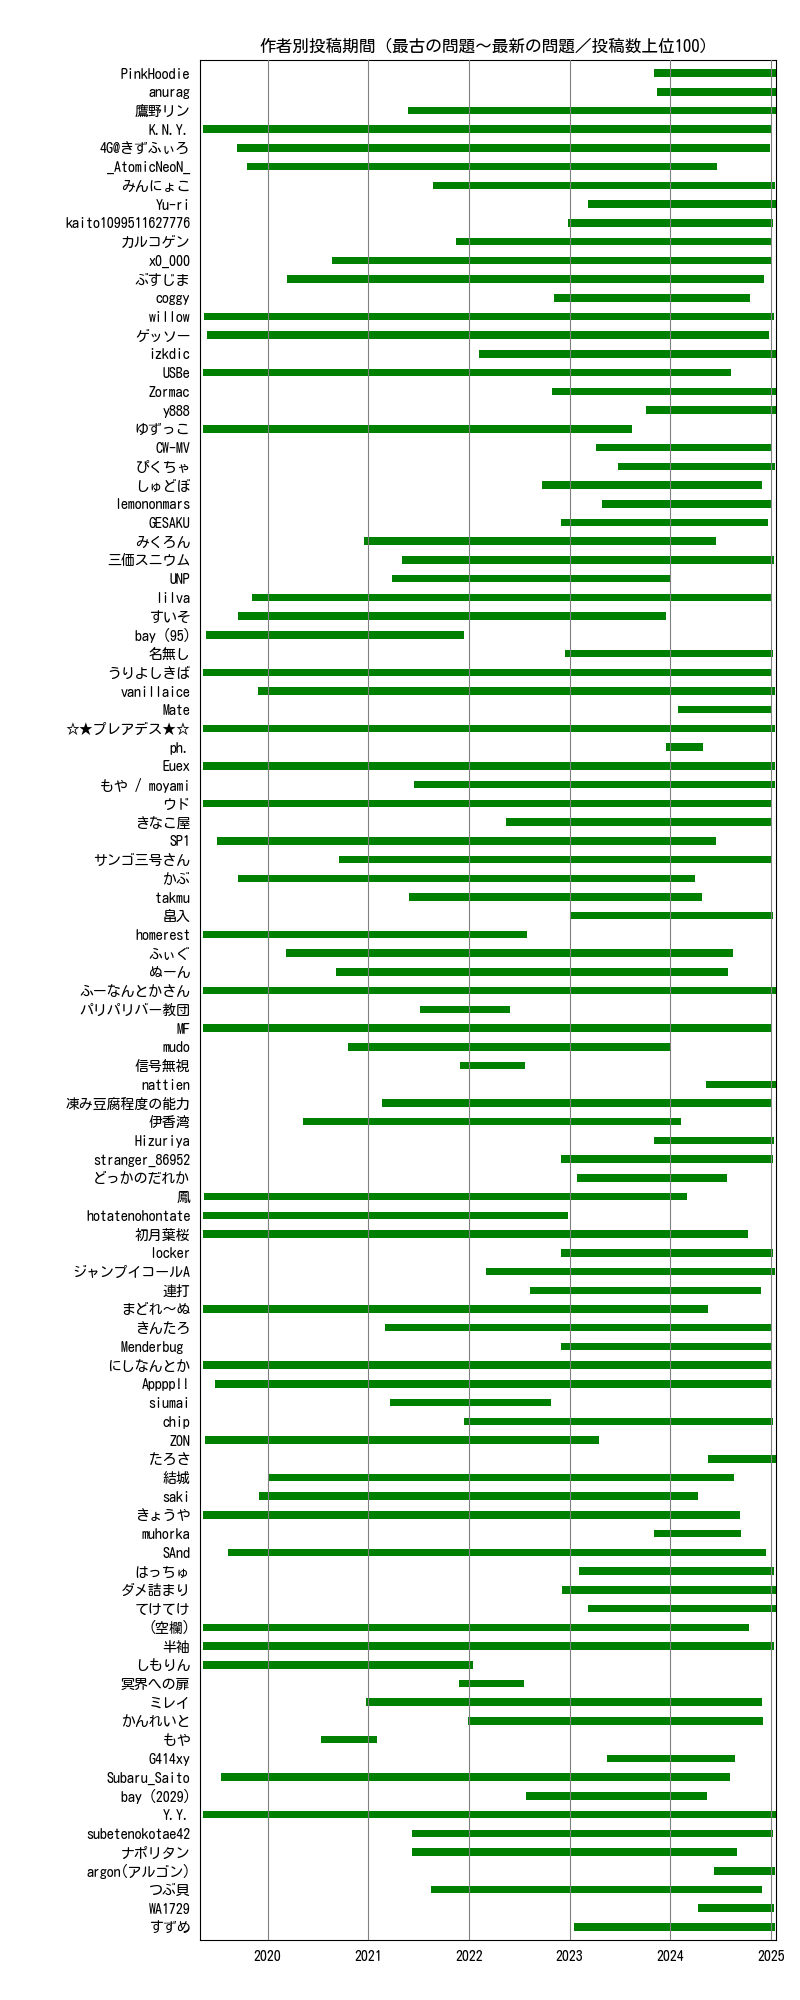 作者別投稿期間（最古の問題～最新の問題／投稿数上位100）
PinkHoodie
anurag
鷹野リン
K.N.Y.
4G@きずふぃろ
_AtomicNeoN_
みんにょこ
Yu-ri
kaito1099511627776
カルコゲン
x0_000
ぶすじま
coggy
willow
ゲッソー
izkdic
USBe
Zormac
y888
ゆずっこ
CW-MV
ぴくちゃ
しゅどぼ
lemononmars
GESAKU
みくろん
三価スニウム
UNP
lilva
すいそ
bay (95)
名無し
うりよしきば
vanillaice
Mate
☆★プレアデス★☆
ph.
Euex
もや / moyami
ウド
きなこ屋
SP1
サンゴ三号さん
かぶ
takmu
畠入
homerest
ふぃぐ
ぬーん
ふーなんとかさん
パリパリバー教団
MF
mudo
信号無視
nattien
凍み豆腐程度の能力
伊香湾
Hizuriya
stranger_86952
どっかのだれか
鳳
hotatenohontate
初月葉桜
locker
ジャンプイコールA
連打
まどれ～ぬ
きんたろ
Menderbug
にしなんとか
Appppll
siumai
chip
ZON
たろさ
結城
saki
きょうや
muhorka
SAnd
はっちゅ
ダメ詰まり
てけてけ
(空欄)
半袖
しもりん
冥界への扉
ミレイ
かんれいと
もや
G414xy
Subaru_Saito
bay (2029)
Y.Y.
subetenokotae42
ナポリタン
argon(アルゴン)
つぶ貝
WA1729
すずめ
2020 2021 2022 2023 2024 2025